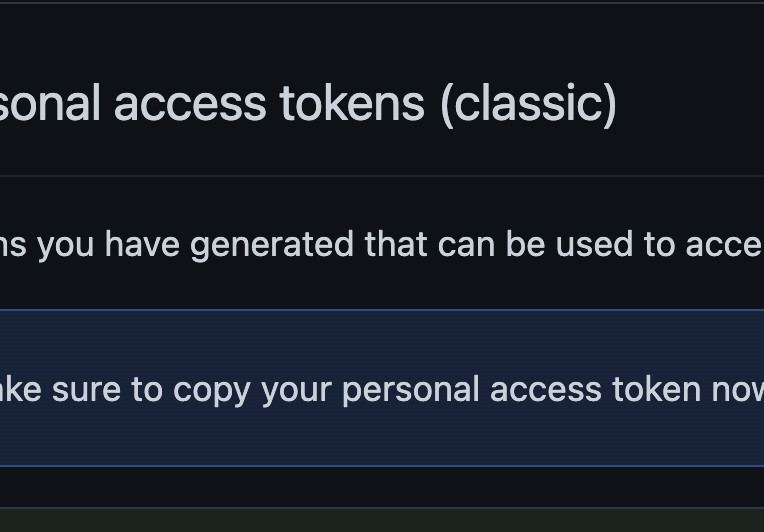 sonal access tokens (classic)
ns you have generated that can be used to acce
ake sure to copy your personal access token now